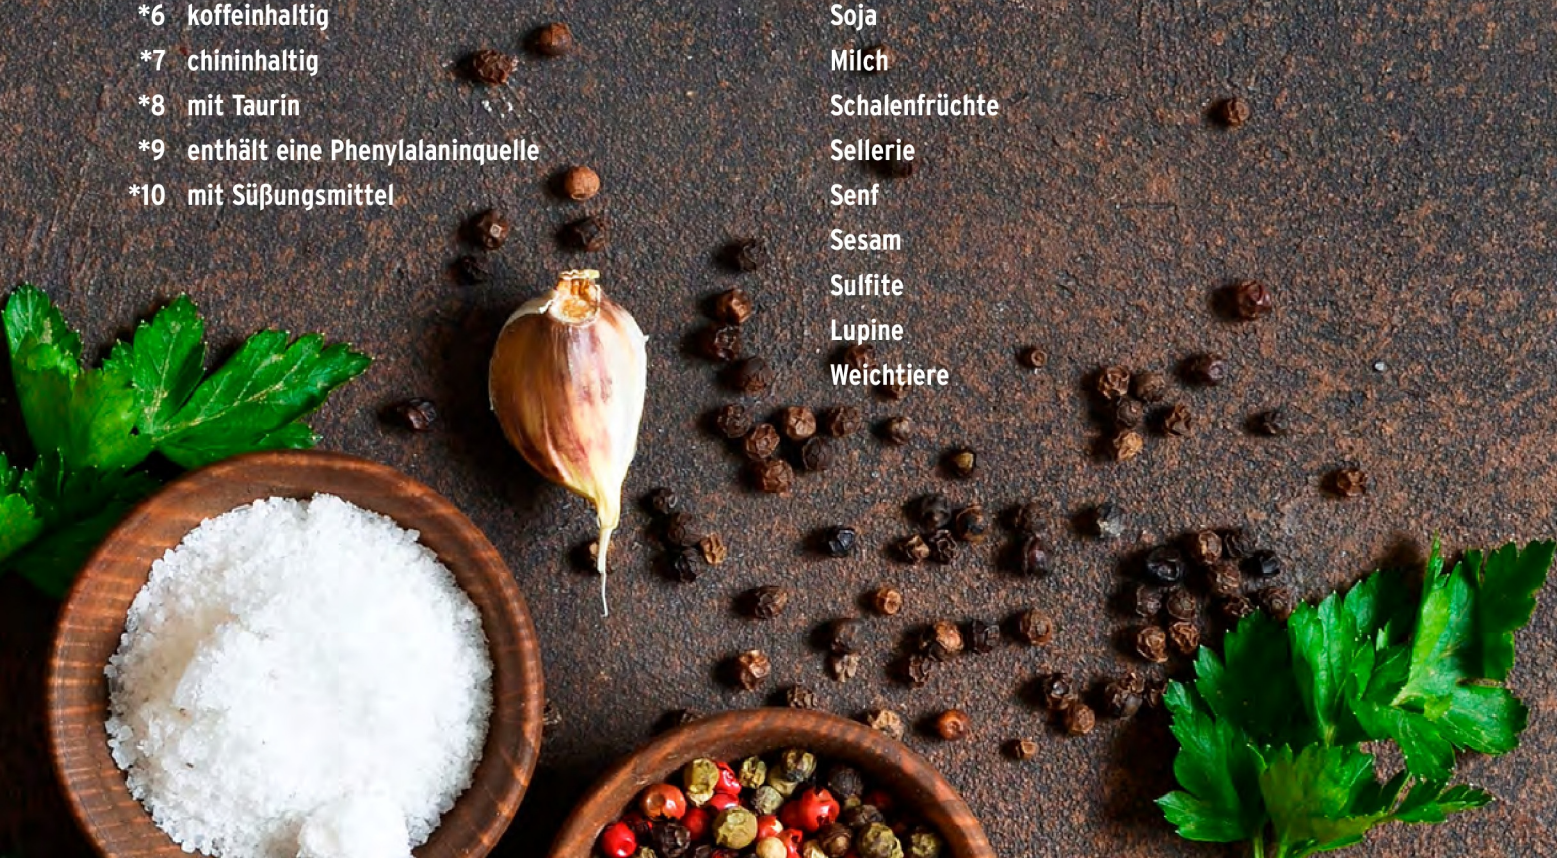 *6 koffeinhaltig
*7 chininhaltig
*8 mit Taurin
*9 enthält eine Phenylalaninquelle
*10 mit Süßungsmittel
Soja
Milch
Schalenfrüchte
Sellerie
Senf
Sesam
Sulfite
Lupine
Weichtiere